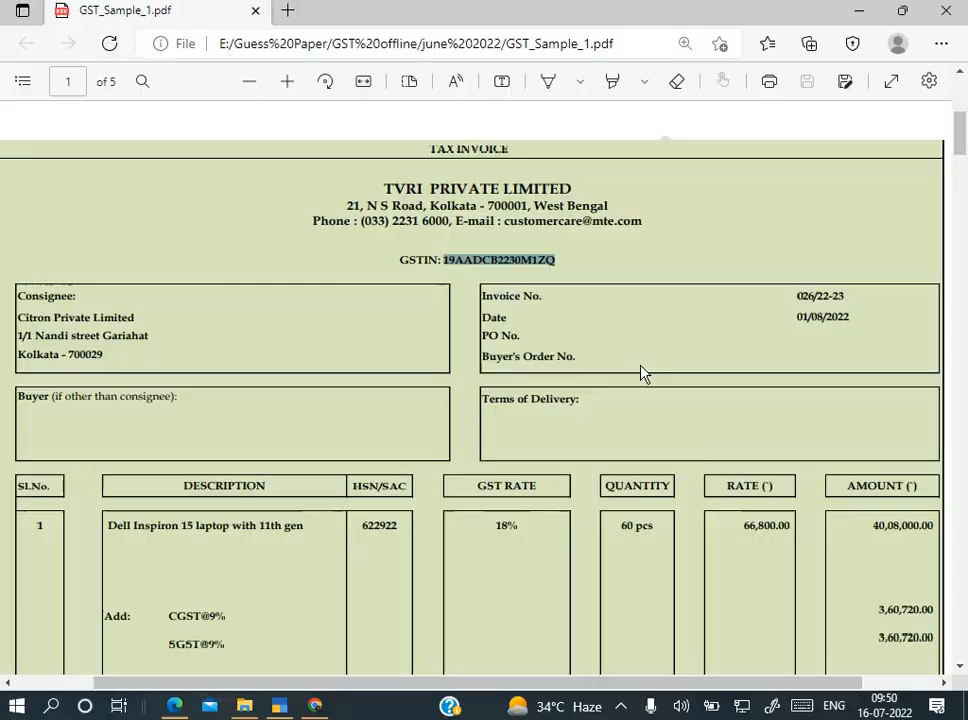 GST_Sample_1.pdf
File E:/Guess%20Paper/GST%20offline/june%202022/GST_Sample_1.pdf
1 of 5
TAX INVOICE
TVRI PRIVATE LIMITED
21, N S Road, Kolkata - 700001, West Bengal
Phone : (033) 2231 6000, E-mail : customercare@mte.com
GSTIN: 19AADCB2230M1ZQ
Consignee:
Citron Private Limited
1/1 Nandi street Gariahat
Kolkata - 700029
Invoice No. 026/22-23
Date 01/08/2022
PO No.
Buyer's Order No.
Buyer (if other than consignee):
Terms of Delivery:
Sl.No. DESCRIPTION HSN/SAC GST RATE QUANTITY RATE (`) AMOUNT (`)
1 Dell Inspiron 15 laptop with 11th gen 622922 18% 60 pcs 66,800.00 40,08,000.00
Add: CGST@9% 3,60,720.00
SGST@9% 3,60,720.00
34°C Haze ENG 09:50
16-07-2022